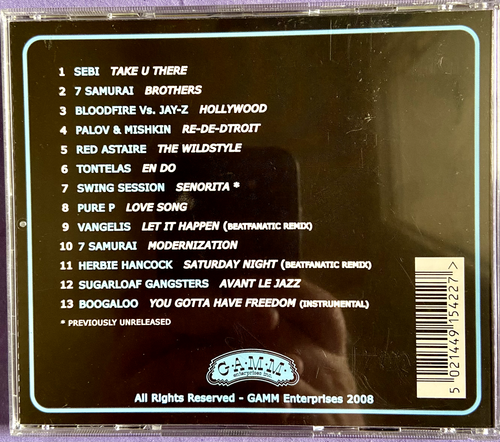 1 SEBI TAKE U THERE
2 7 SAMURAI BROTHERS
3 BLOODFIRE Vs. JAY-Z HOLLYWOOD
4 PALOV & MISHKIN RE-DE-DTROIT
5 RED ASTAIRE THE WILDSTYLE
6 TONTELAS EN DO
7 SWING SESSION SENORITA *
8 PURE P LOVE SONG
9 VANGELIS LET IT HAPPEN (BEATFANATIC REMIX)
10 7 SAMURAI MODERNIZATION
11 HERBIE HANCOCK SATURDAY NIGHT (BEATFANATIC REMIX)
12 SUGARLOAF GANGSTERS AVANT LE JAZZ
13 BOOGALOO YOU GOTTA HAVE FREEDOM (INSTRUMENTAL)
* PREVIOUSLY UNRELEASED
5 021449 154227 >
G·A·M·M·
enterprises
All Rights Reserved - GAMM Enterprises 2008